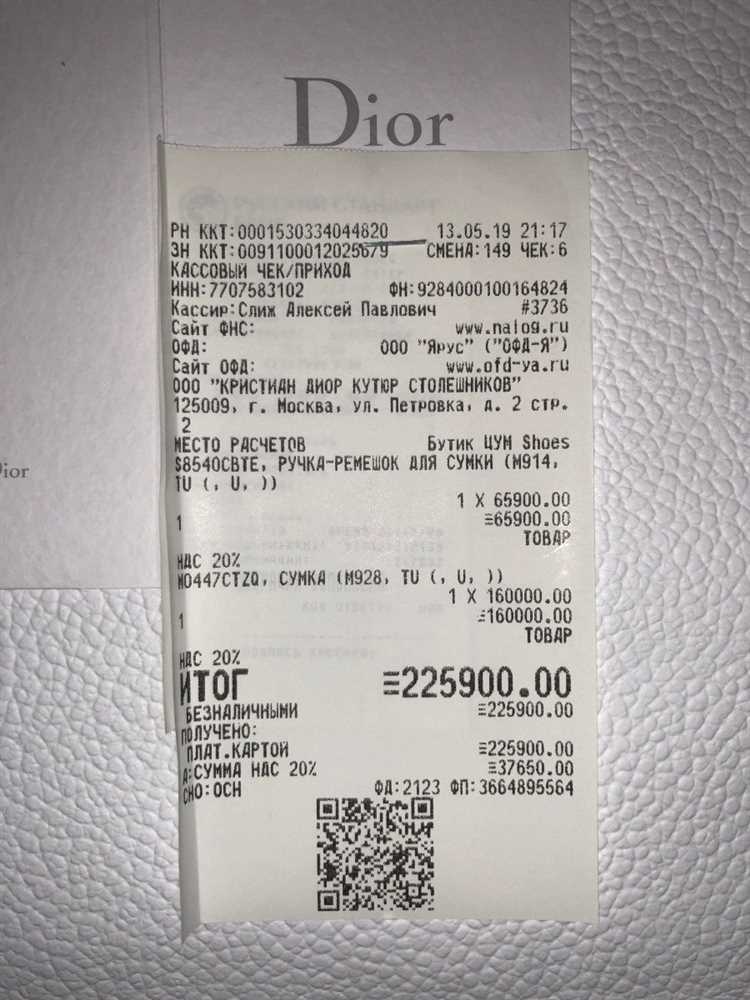 Dior
РН ККТ:0001530334044820 13.05.19 21:17
ЗН ККТ:0091100012025679 СМЕНА:149 ЧЕК:6
КАССОВЫЙ ЧЕК/ПРИХОД
ИНН:7707583102 ФН:9284000100164824
Кассир:Слиж Алексей Павлович #3736
Сайт ФНС: www.nalog.ru
ОФД: ООО "Ярус" ("ОФД-Я")
Сайт ОФД: www.ofd-ya.ru
ООО "КРИСТИАН ДИОР КУТЮР СТОЛЕШНИКОВ"
125009, г. Москва, ул. Петровка, д. 2 стр.
2
МЕСТО РАСЧЕТОВ Бутик ЦУМ Shoes
S8540CBTE, РУЧКА-РЕМЕШОК ДЛЯ СУМКИ (M914,
TU (, U, ))
1 X 65900.00
1 ≡65900.00
ТОВАР
НДС 20%
M0447CTZQ, СУМКА (M928, TU (, U, ))
1 X 160000.00
1 ≡160000.00
ТОВАР
НДС 20%
ИТОГ ≡225900.00
БЕЗНАЛИЧНЫМИ ≡225900.00
ПОЛУЧЕНО:
ПЛАТ.КАРТОЙ ≡225900.00
А:СУММА НДС 20% ≡37650.00
СНО:ОСН ФД:2123 ФП:3664895564
Dior